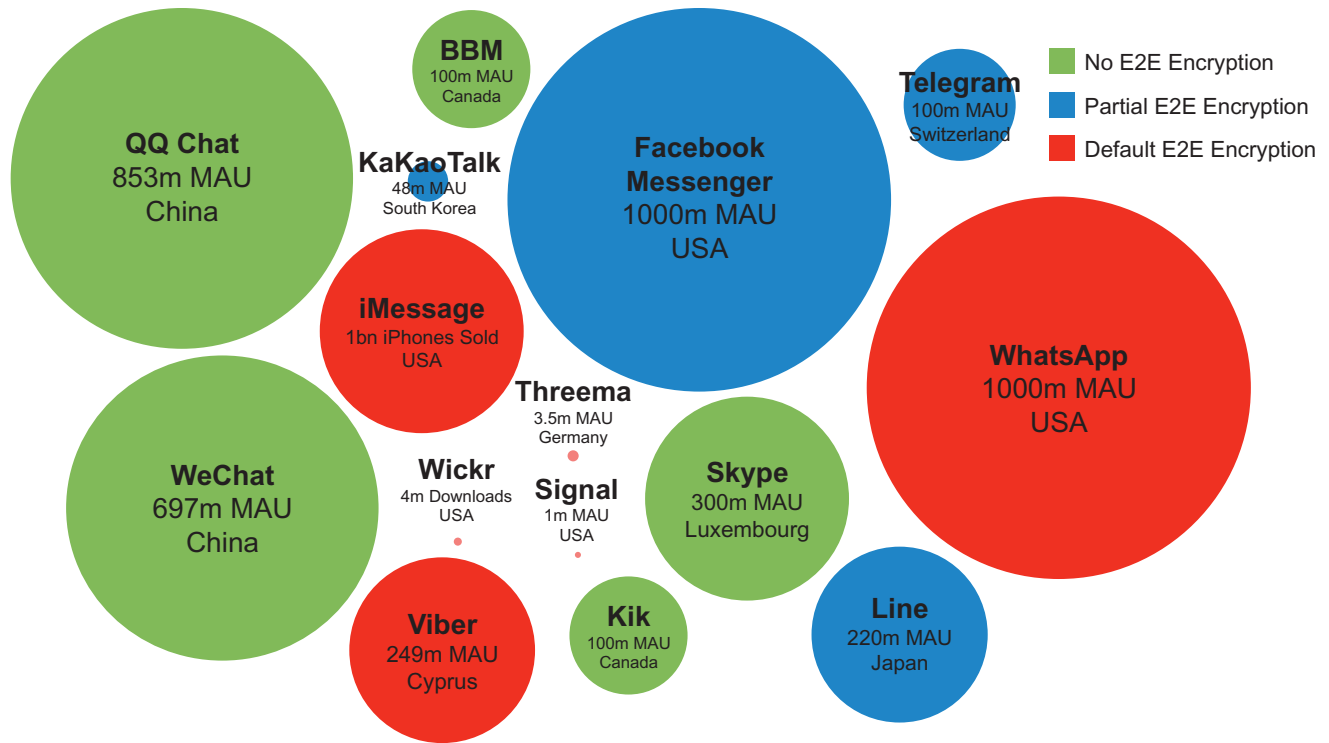 BBM
100m MAU
Canada
Telegram
100m MAU
Switzerland
No E2E Encryption
Partial E2E Encryption
Default E2E Encryption
QQ Chat
853m MAU
China
KaKaoTalk
48m MAU
South Korea
Facebook
Messenger
1000m MAU
USA
iMessage
1bn iPhones Sold
USA
WhatsApp
1000m MAU
USA
Threema
3.5m MAU
Germany
WeChat
697m MAU
China
Wickr
4m Downloads
USA
Signal
1m MAU
USA
Skype
300m MAU
Luxembourg
Viber
249m MAU
Cyprus
Kik
100m MAU
Canada
Line
220m MAU
Japan